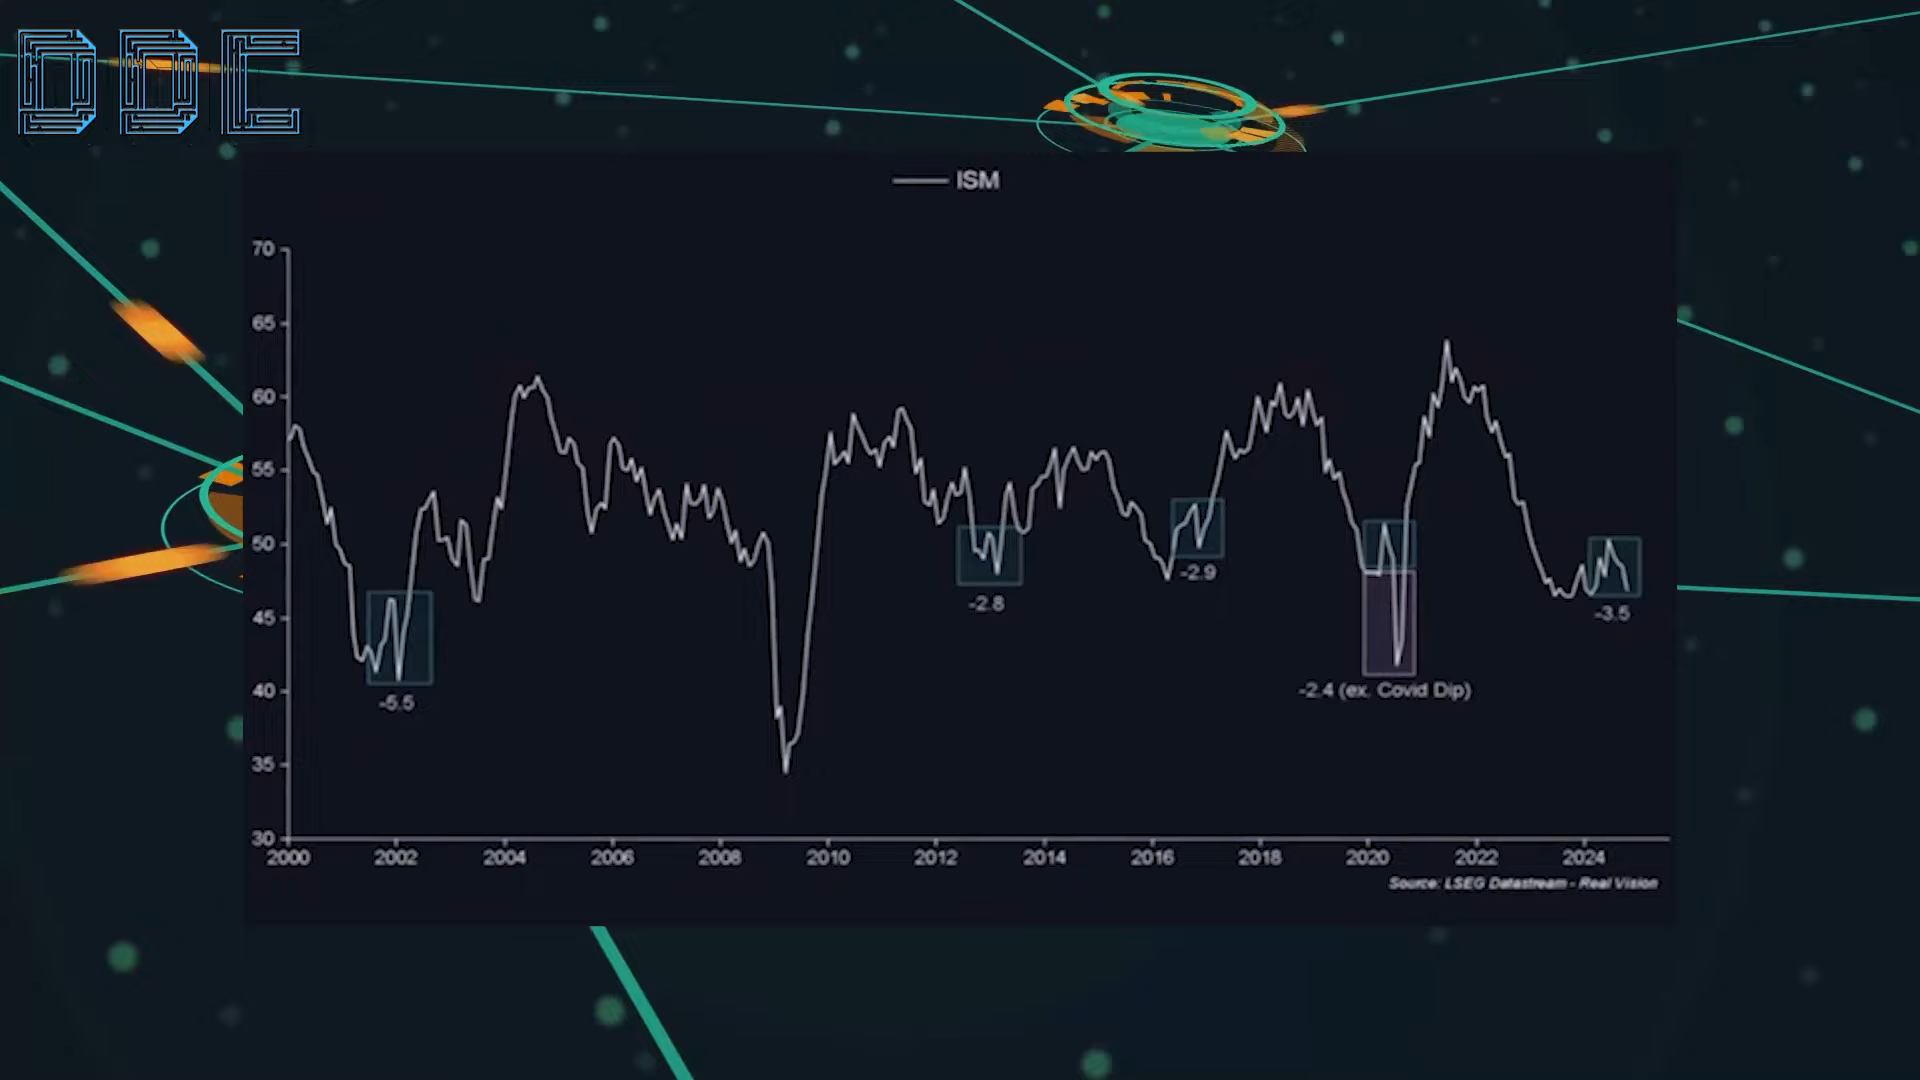 DDC
ISM
70
65
60
55
50
45
40
35
30
-5.5
-2.8
-2.9
-2.4 (ex. Covid Dip)
-3.5
2000 2002 2004 2006 2008 2010 2012 2014 2016 2018 2020 2022 2024
Source: LSEG Datastream - Real Vision